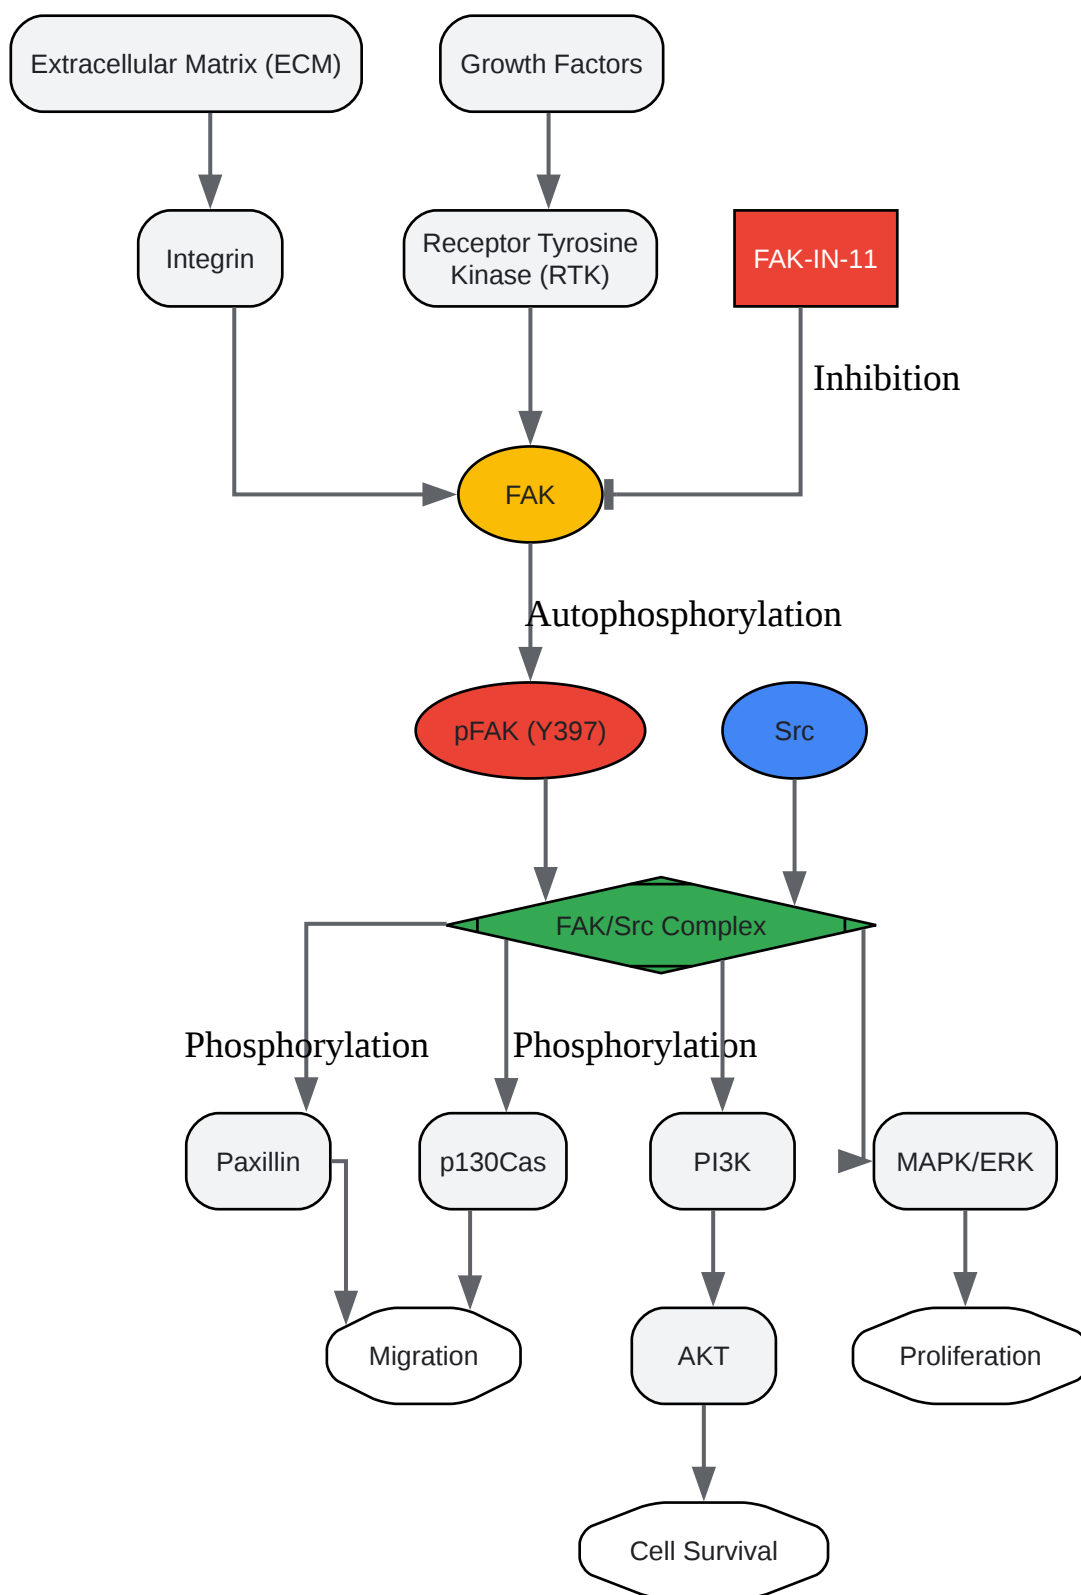 Extracellular Matrix (ECM)
Growth Factors
Integrin
Receptor Tyrosine
Kinase (RTK)
FAK-IN-11
Inhibition
FAK
Autophosphorylation
pFAK (Y397)
Src
FAK/Src Complex
Phosphorylation
Phosphorylation
Paxillin
p130Cas
PI3K
MAPK/ERK
Migration
AKT
Proliferation
Cell Survival